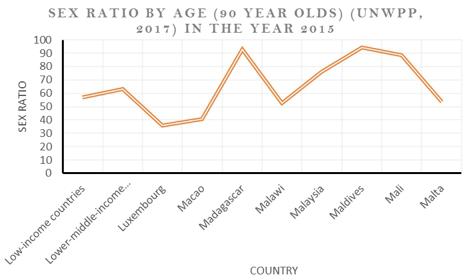 SEX RATIO BY AGE (90 YEAR OLDS) (UNWPP,
2017) IN THE YEAR 2015
100
90
80
70
60
50
40
30
20
10
0
SEX RATIO
Low-income countries
Lower-middle-income...
Luxembourg
Macao
Madagascar
Malawi
Malaysia
Maldives
Mali
Malta
COUNTRY